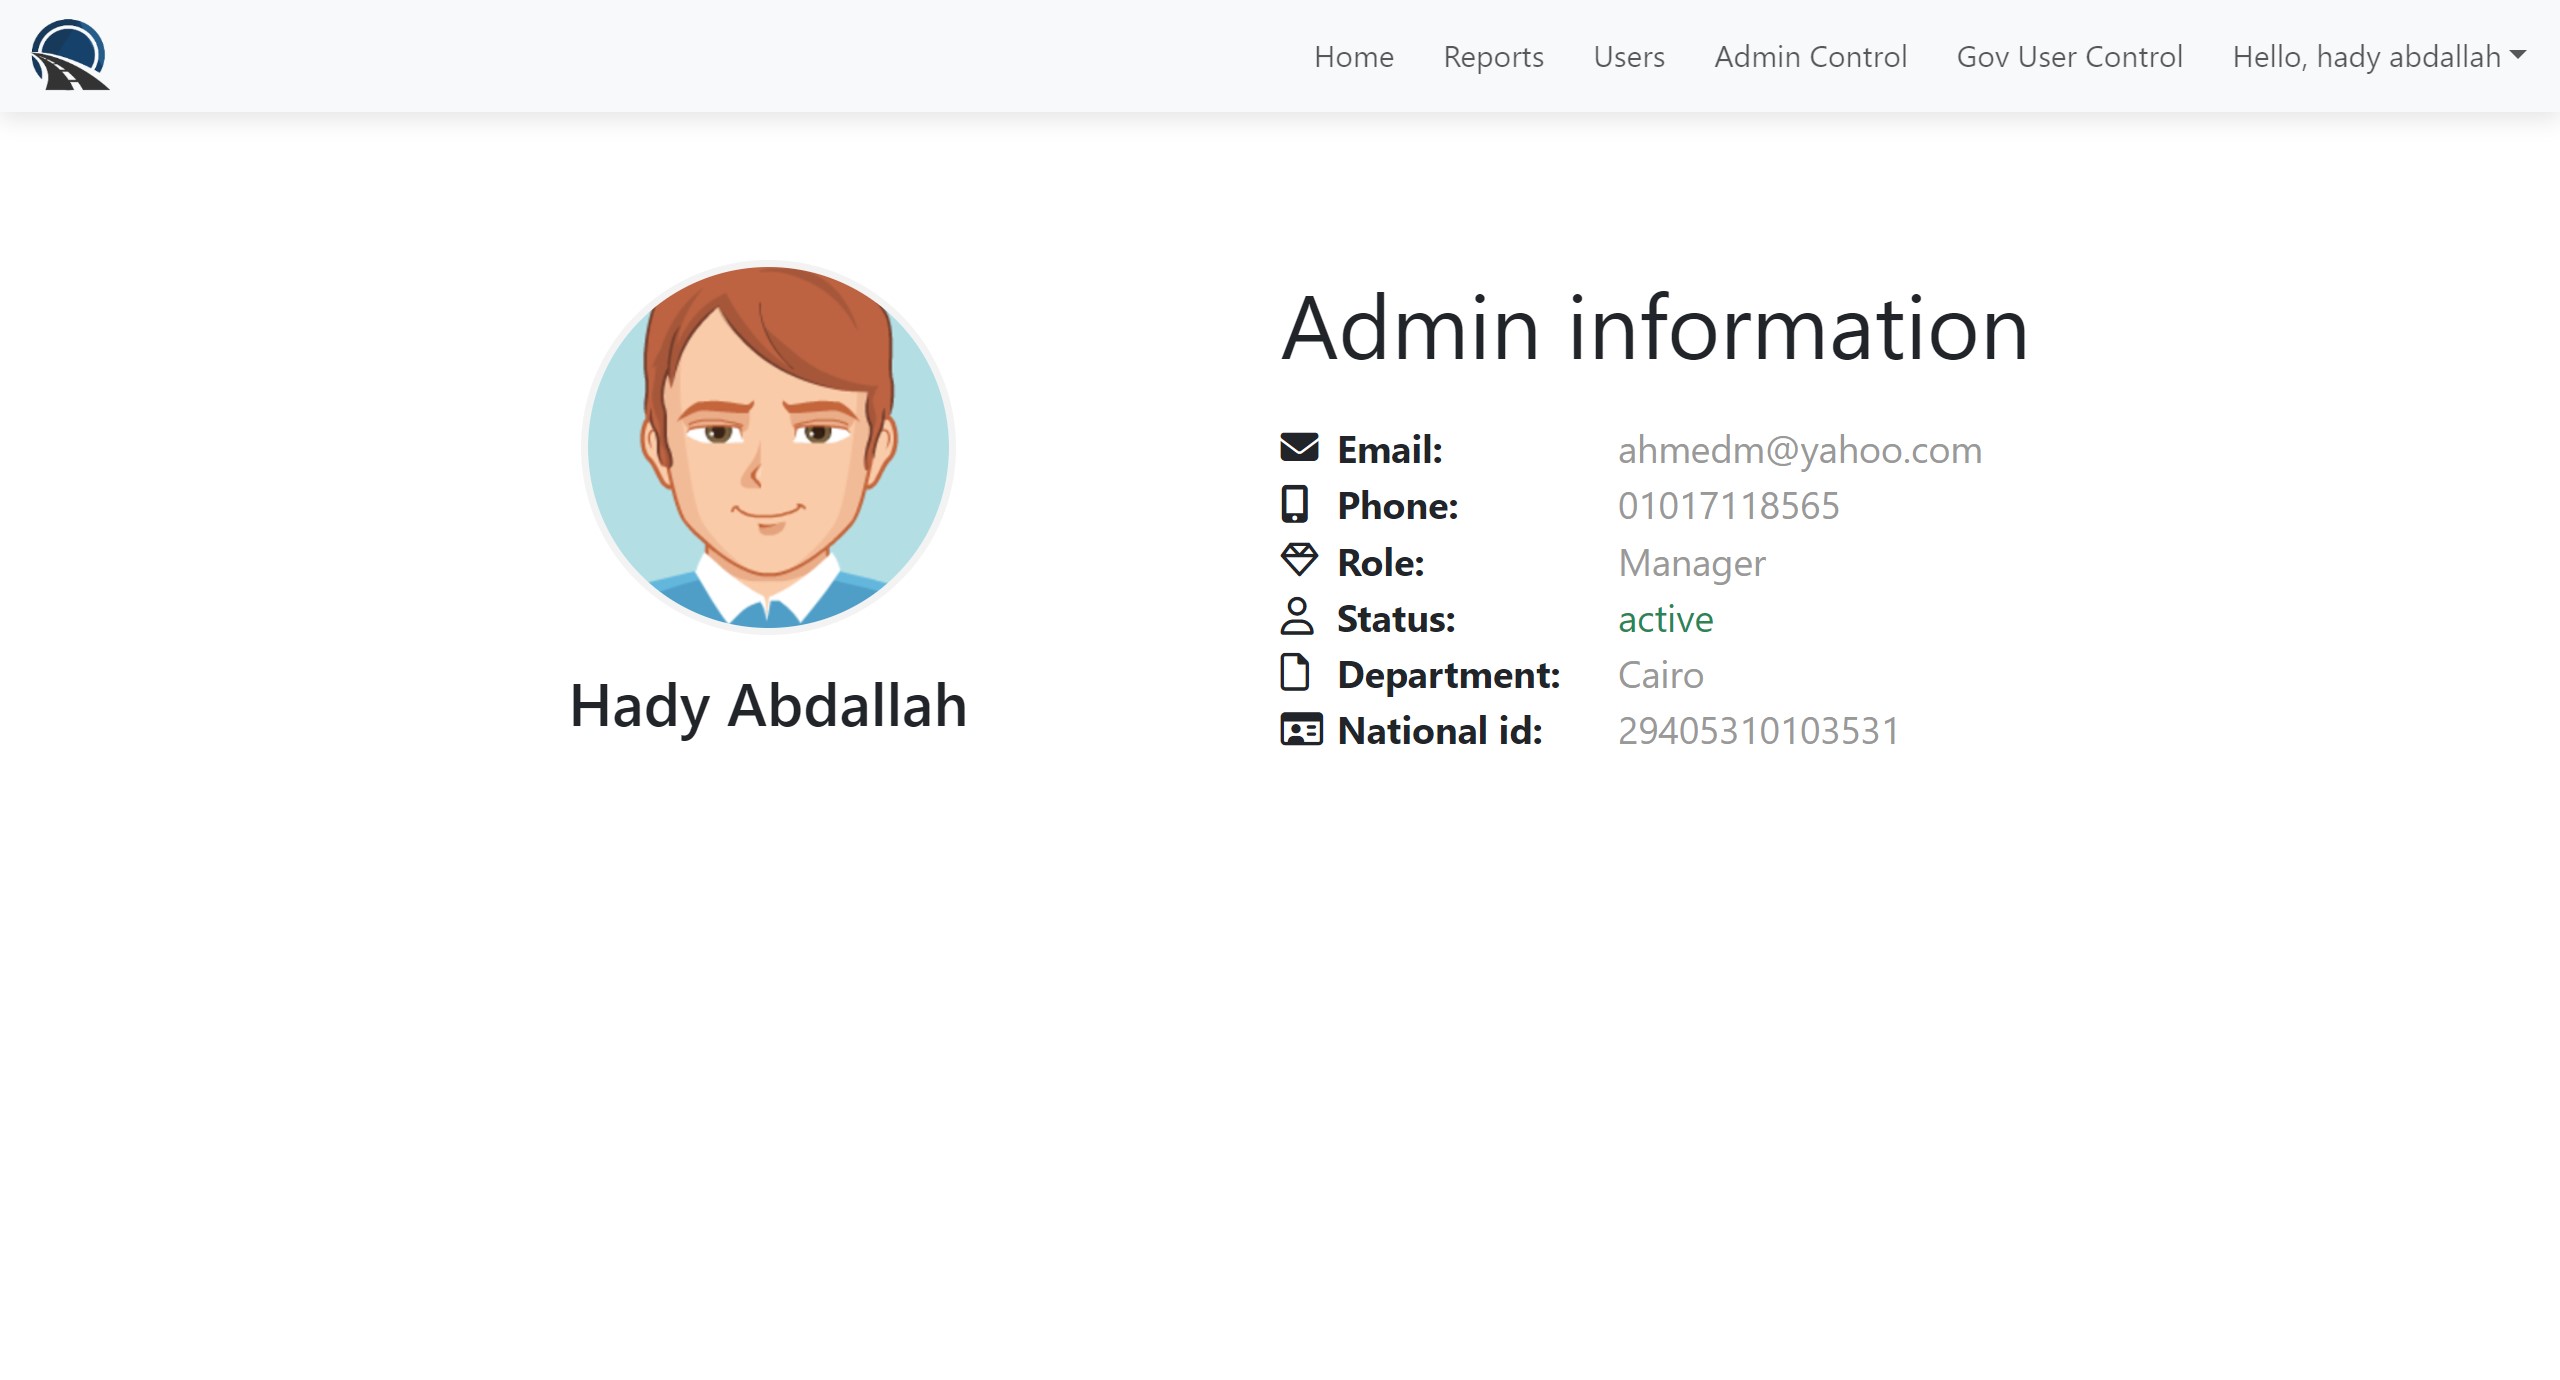 Home Reports Users Admin Control Gov User Control Hello, hady abdallah
Hady Abdallah
Admin information
Email: ahmedm@yahoo.com
Phone: 01017118565
Role: Manager
Status: active
Department: Cairo
National id: 29405310103531